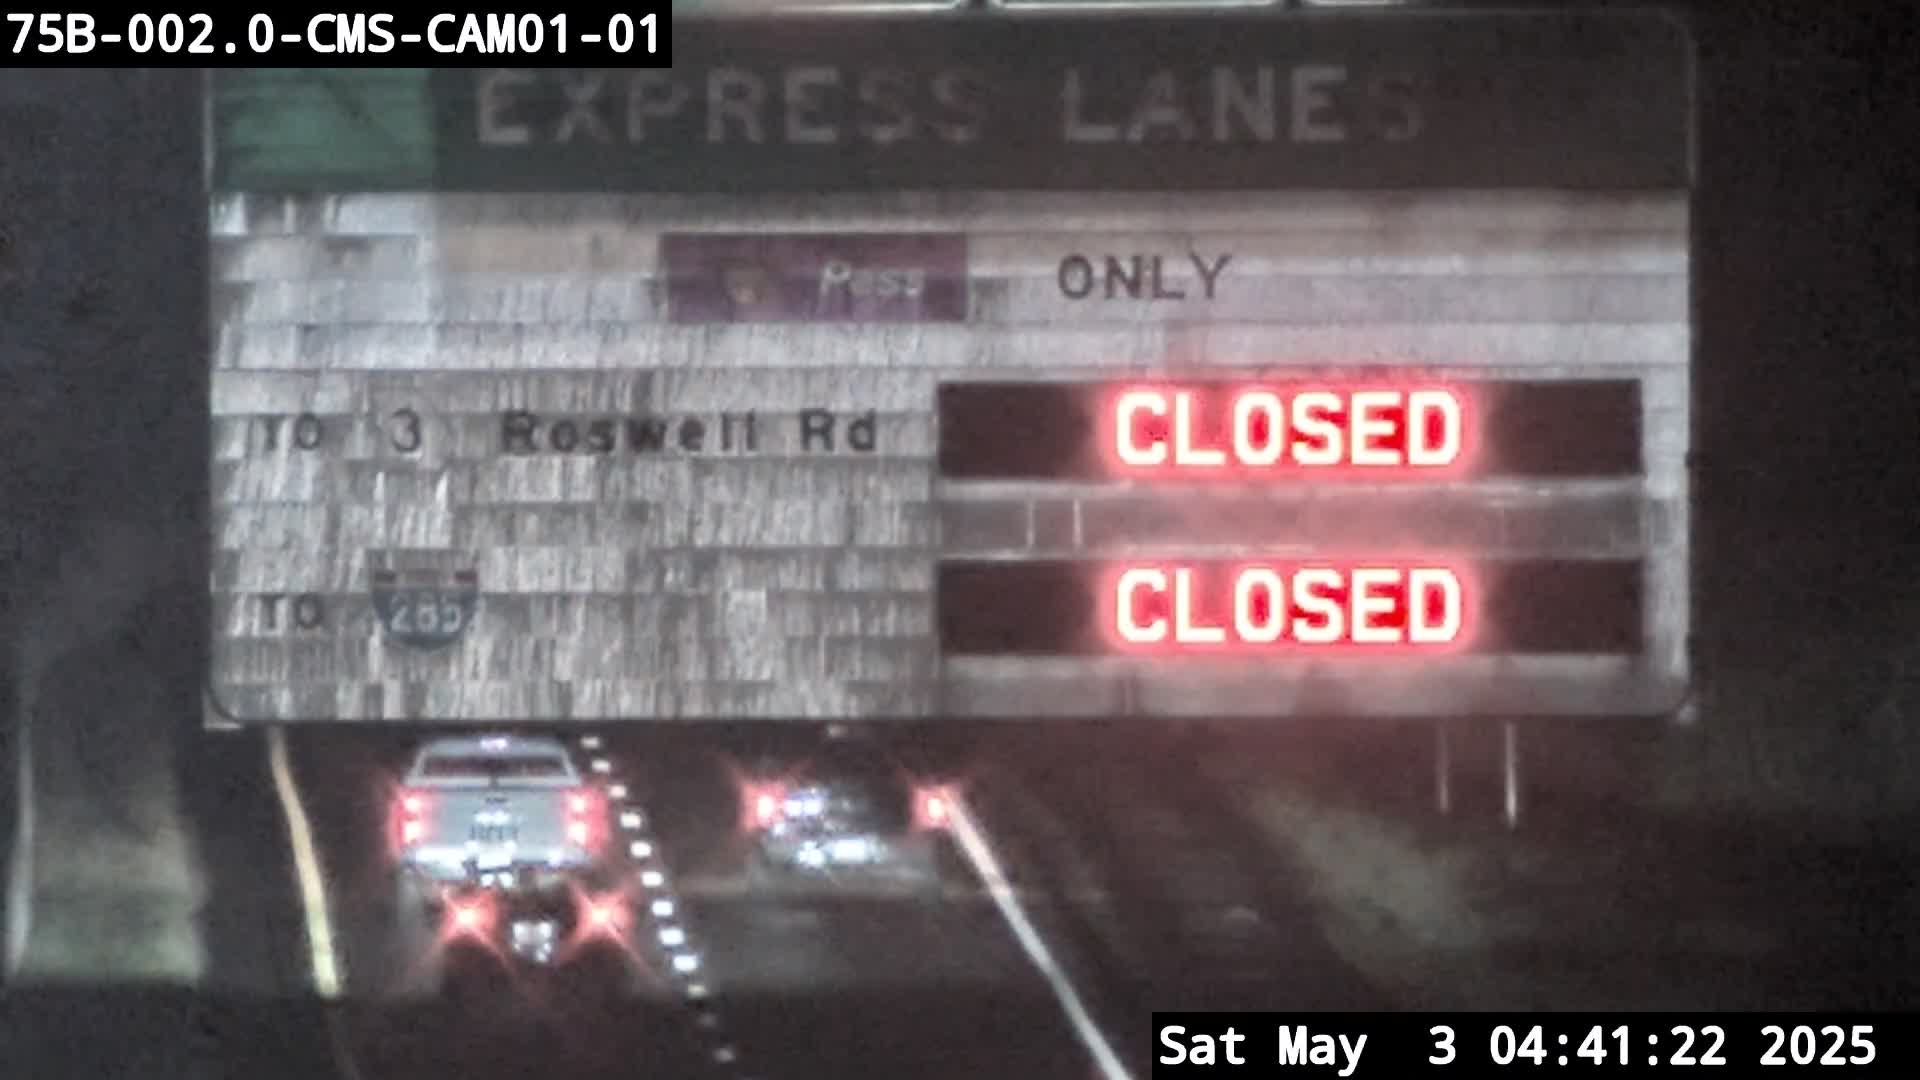 75B-002.0-CMS-CAM01-01
EXPRESS LANES
Pass ONLY
TO 3 Roswell Rd CLOSED
TO 285 CLOSED
Sat May 3 04:41:22 2025